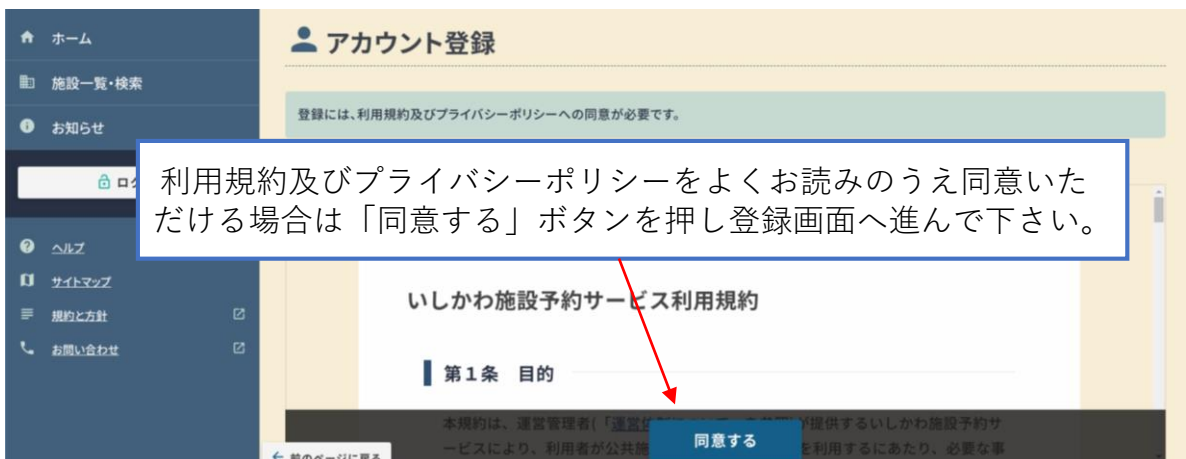 ホーム
施設一覧・検索
お知らせ
ヘルプ
サイトマップ
規約と方針
お問い合わせ
アカウント登録
登録には、利用規約及びプライバシーポリシーへの同意が必要です。
利用規約及びプライバシーポリシーをよくお読みのうえ同意いた
だける場合は「同意する」ボタンを押し登録画面へ進んで下さい。
いしかわ施設予約サービス利用規約
第1条 目的
本規約は、運営管理者(「運営 が提供するいしかわ施設予約サ
ービスにより、利用者が公共施 を利用するにあたり、必要な事
同意する
前のページに戻る